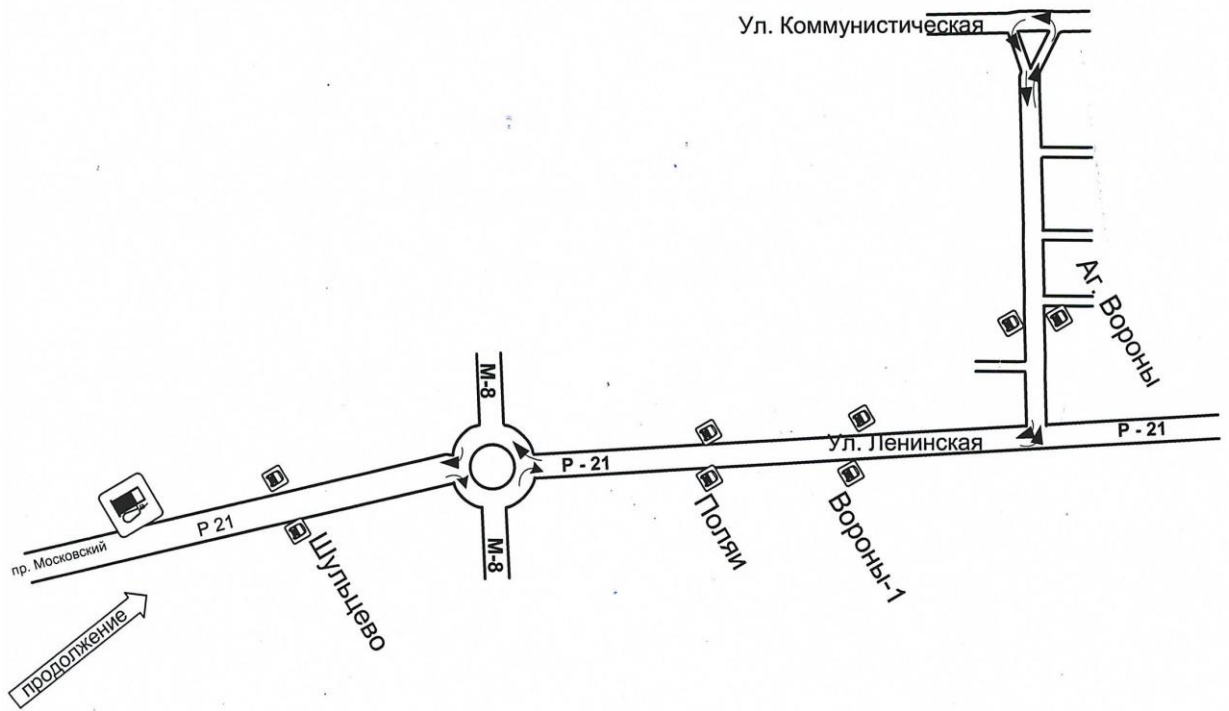 Ул. Коммунистическая
Аг. Вороны
М-8
Р - 21
Ул. Ленинская
Р - 21
Р 21
пр. Московский
Шульцево
М-8
Поляи
Вороны-1
продолжение